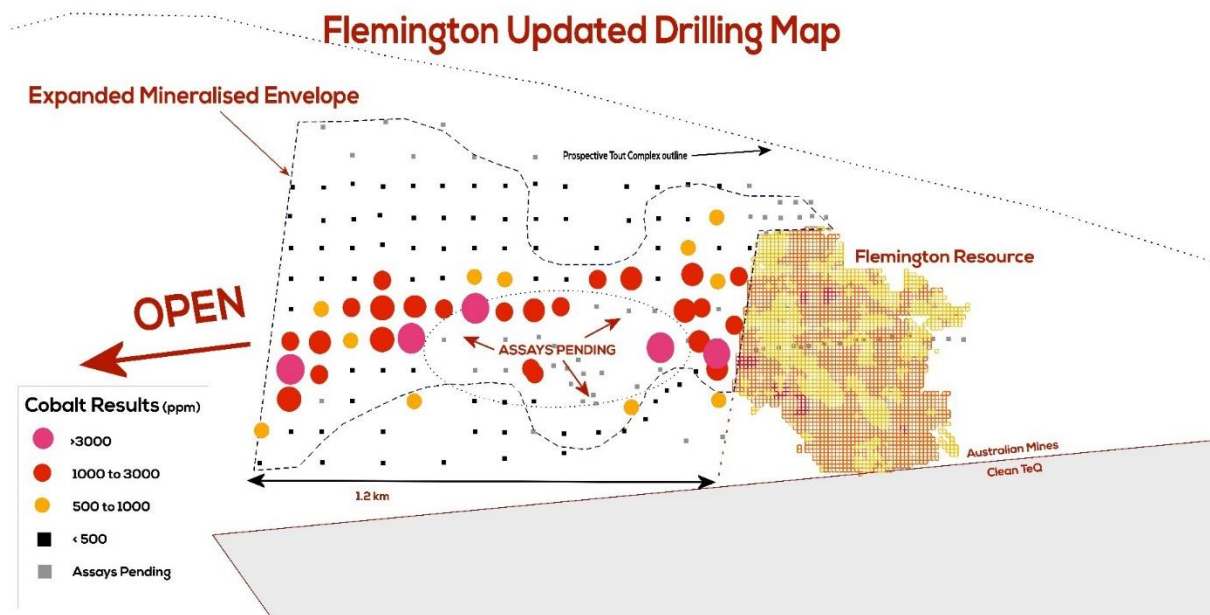 Flemington Updated Drilling Map
Expanded Mineralised Envelope
Prospective Tout Complex outline
Flemington Resource
OPEN
ASSAYS PENDING
Cobalt Results (ppm)
>3000
1000 to 3000
500 to 1000
< 500
Assays Pending
1.2 km
Australian Mines
Clean TeQ